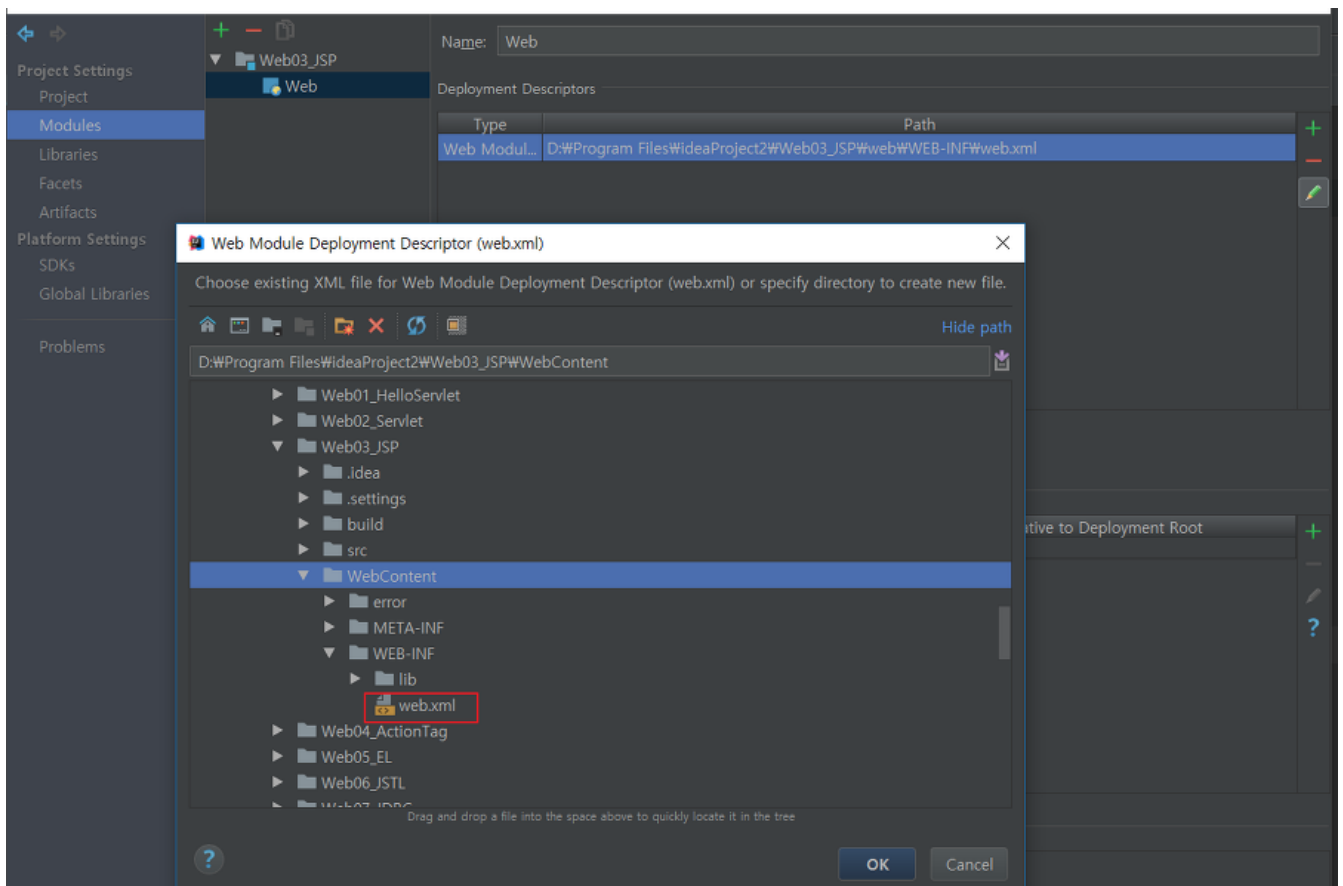 Name: Web
Project Settings
Project
Modules
Libraries
Facets
Artifacts
Platform Settings
SDKs
Global Libraries
Problems
Web03_JSP
Web
Deployment Descriptors
Type Path
Web Modul... D:₩Program Files₩ideaProject2₩Web03_JSP₩web₩WEB-INF₩web.xml
Web Module Deployment Descriptor (web.xml)
Choose existing XML file for Web Module Deployment Descriptor (web.xml) or specify directory to create new file.
Hide path
D:₩Program Files₩ideaProject2₩Web03_JSP₩WebContent
Web01_HelloServlet
Web02_Servlet
Web03_JSP
.idea
.settings
build
src
WebContent
error
META-INF
WEB-INF
lib
web.xml
Web04_ActionTag
Web05_EL
Web06_JSTL
Drag and drop a file into the space above to quickly locate it in the tree
? OK Cancel
to Deployment Root
?